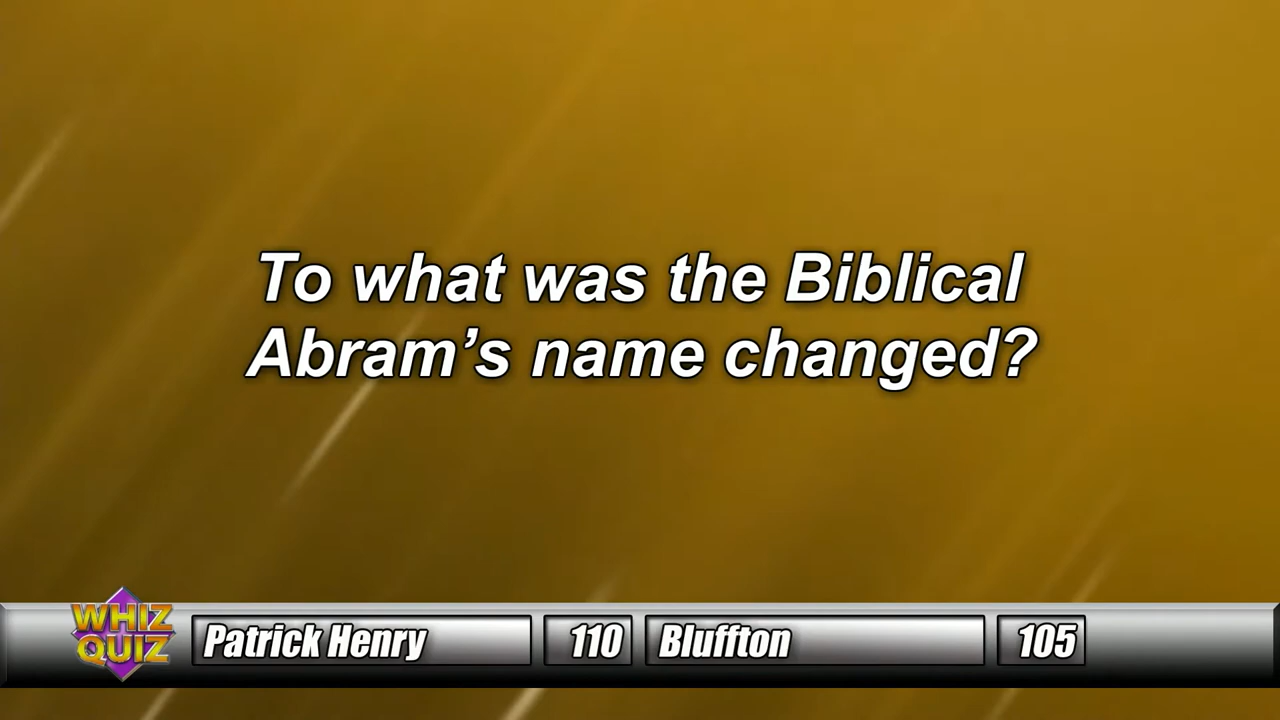 To what was the Biblical
Abram’s name changed?
WHIZ
QUIZ
Patrick Henry 110 Bluffton 105